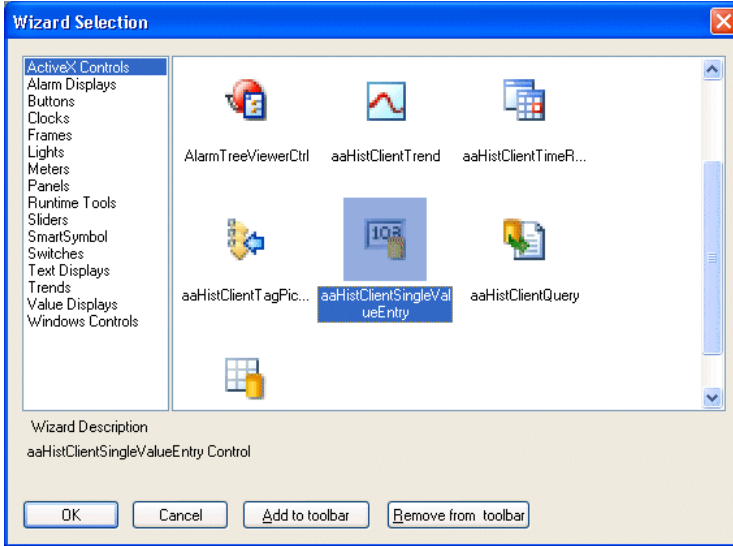 Wizard Selection
ActiveX Controls
Alarm Displays
Buttons
Clocks
Frames
Lights
Meters
Panels
Runtime Tools
Sliders
SmartSymbol
Switches
Text Displays
Trends
Value Displays
Windows Controls
AlarmTreeViewerCtrl
aaHistClientTrend
aaHistClientTimeR...
103
aaHistClientTagPic...
aaHistClientSingleVal
ueEntry
aaHistClientQuery
Wizard Description
aaHistClientSingleValueEntry Control
OK
Cancel
Add to toolbar
Remove from toolbar